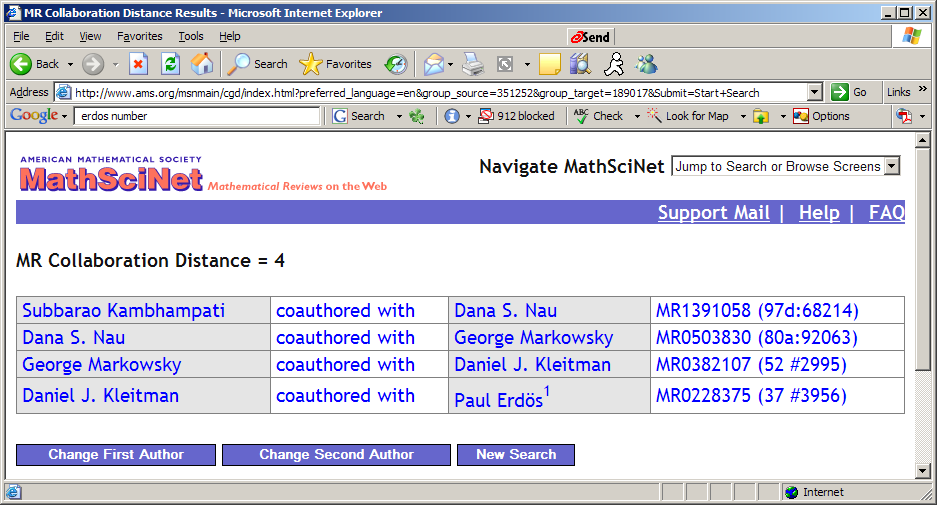 MR Collaboration Distance Results - Microsoft Internet Explorer
File Edit View Favorites Tools Help
eSend
Back Search Favorites
Address http://www.ams.org/msnmain/cgd/index.html?preferred_language=en&group_source=351252&group_target=189017&Submit=Start+Search Go Links »
Google erdos number G Search 912 blocked ABC Check Look for Map Options
AMERICAN MATHEMATICAL SOCIETY
MathSciNet Mathematical Reviews on the Web
Navigate MathSciNet Jump to Search or Browse Screens
Support Mail | Help | FAQ
MR Collaboration Distance = 4
Subbarao Kambhampati coauthored with Dana S. Nau MR1391058 (97d:68214)
Dana S. Nau coauthored with George Markowsky MR0503830 (80a:92063)
George Markowsky coauthored with Daniel J. Kleitman MR0382107 (52 #2995)
Daniel J. Kleitman coauthored with Paul Erdös1 MR0228375 (37 #3956)
Change First Author Change Second Author New Search
Internet